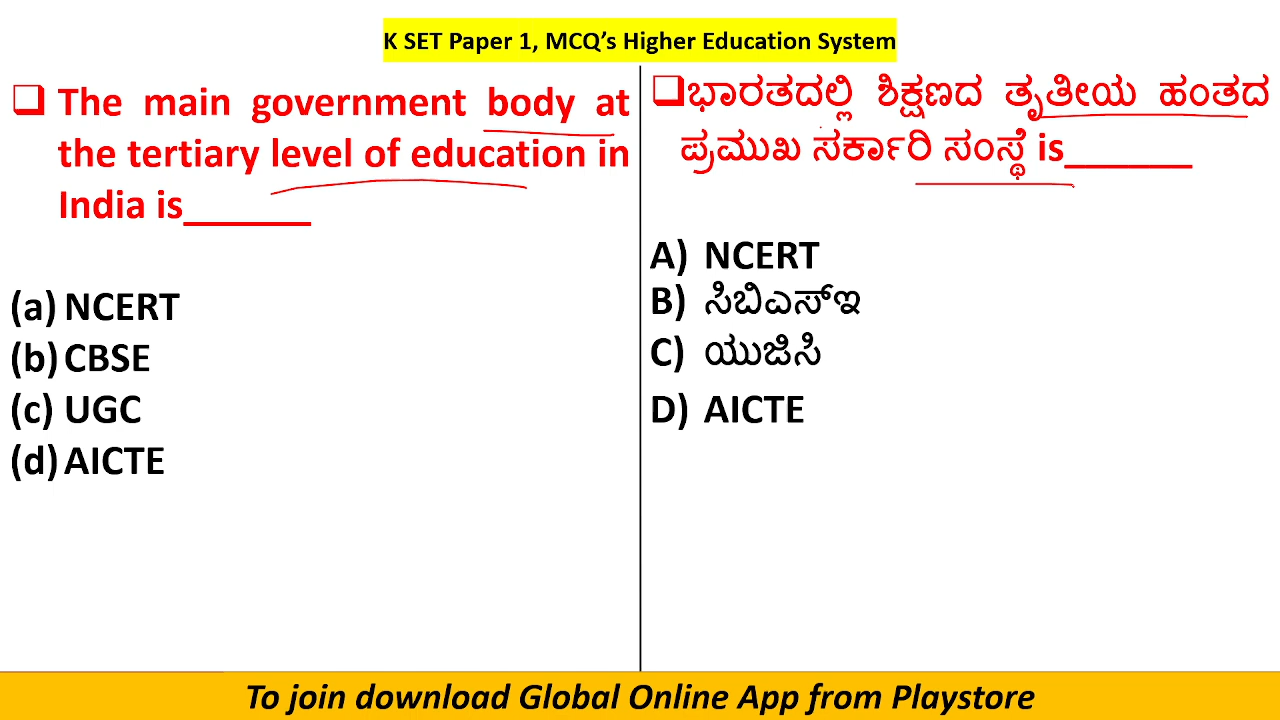 K SET Paper 1, MCQ's Higher Education System
The main government body at
the tertiary level of education in
India is______
(a) NCERT
(b) CBSE
(c) UGC
(d) AICTE
ಭಾರತದಲ್ಲಿ ಶಿಕ್ಷಣದ ತೃತೀಯ ಹಂತದ
ಪ್ರಮುಖ ಸರ್ಕಾರಿ ಸಂಸ್ಥೆ is______
A) NCERT
B) ಸಿಬಿಎಸ್ಇ
C) ಯುಜಿಸಿ
D) AICTE
To join download Global Online App from Playstore